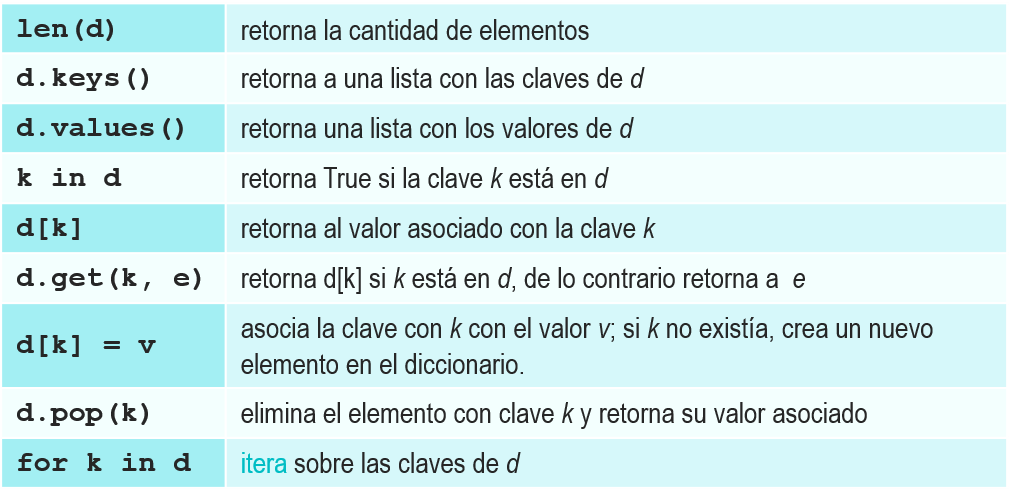 len(d) retorna la cantidad de elementos
d.keys() retorna a una lista con las claves de d
d.values() retorna una lista con los valores de d
k in d retorna True si la clave k está en d
d[k] retorna al valor asociado con la clave k
d.get(k, e) retorna d[k] si k está en d, de lo contrario retorna a e
d[k] = v asocia la clave con k con el valor v; si k no existía, crea un nuevo
elemento en el diccionario.
d.pop(k) elimina el elemento con clave k y retorna su valor asociado
for k in d itera sobre las claves de d